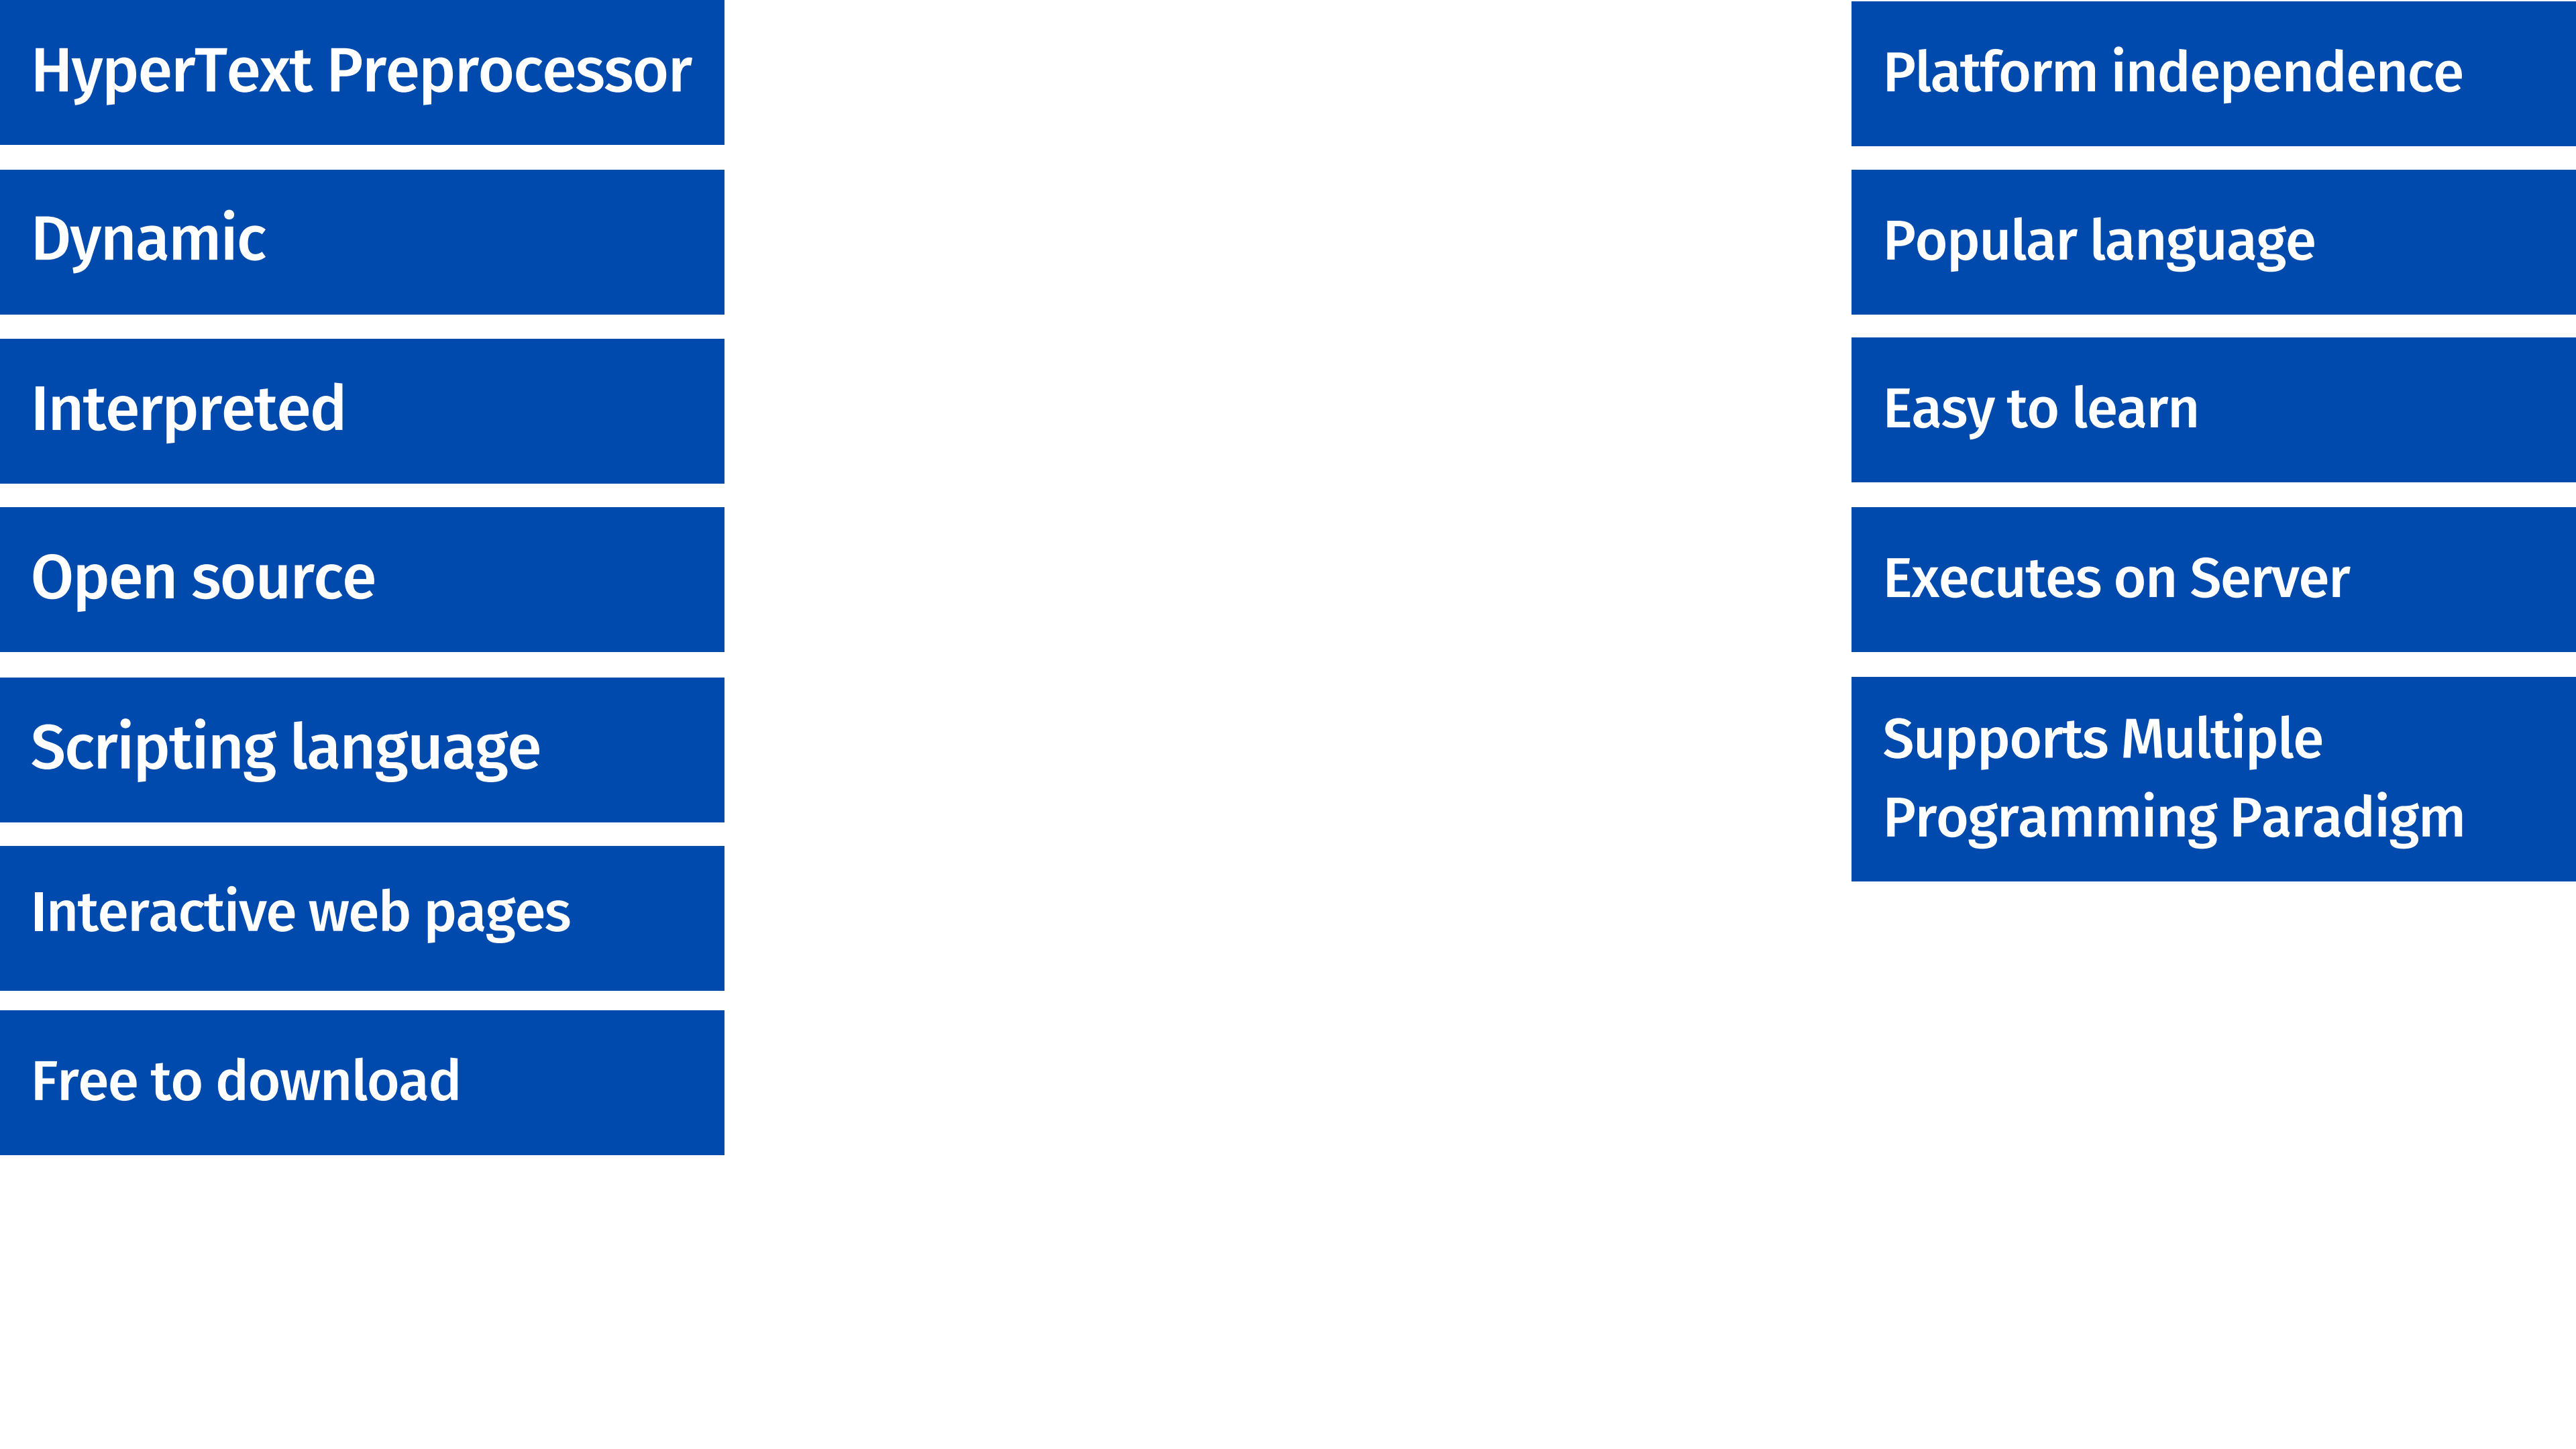 HyperText Preprocessor
Dynamic
Interpreted
Open source
Scripting language
Interactive web pages
Free to download
Platform independence
Popular language
Easy to learn
Executes on Server
Supports Multiple
Programming Paradigm